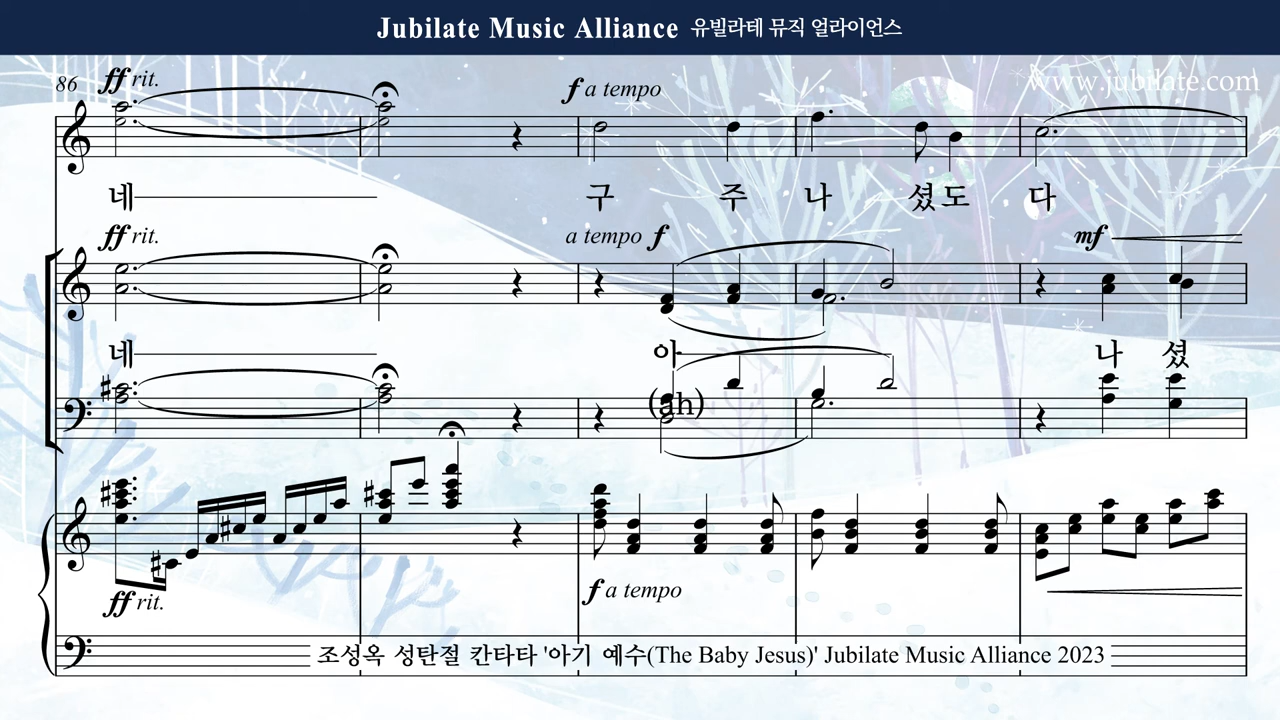 Jubilate Music Alliance 유빌라테 뮤직 얼라이언스
www.jubilate.com
86 ff rit. f a tempo
네 구 주 나 셨도 다
ff rit. a tempo f mf
네 아 나 셨
(ah)
ff rit. f a tempo
조성옥 성탄절 칸타타 '아기 예수(The Baby Jesus)' Jubilate Music Alliance 2023